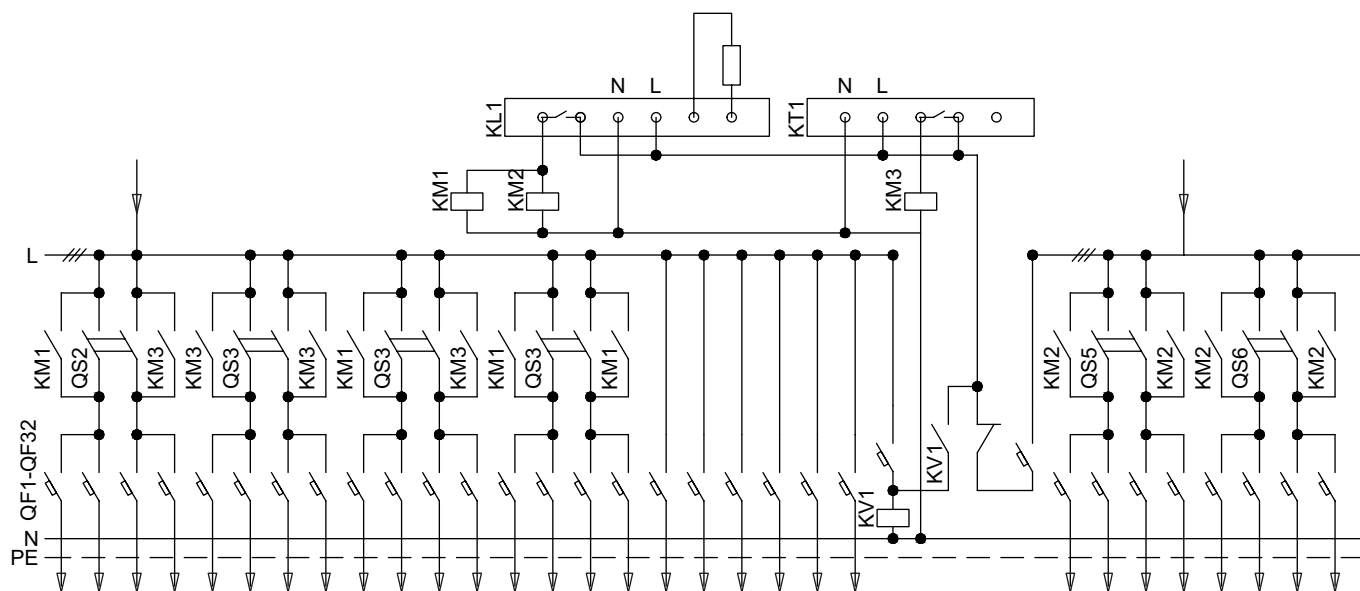 N L
KL1
N L
KT1
KM1
KM2
KM3
L
KM1
QS2
KM3
KM3
QS3
KM3
KM1
QS3
KM3
KM1
QS3
KM1
KM2
QS5
KM2
KM2
QS6
KM2
QF1-QF32
KV1
KV1
N
PE